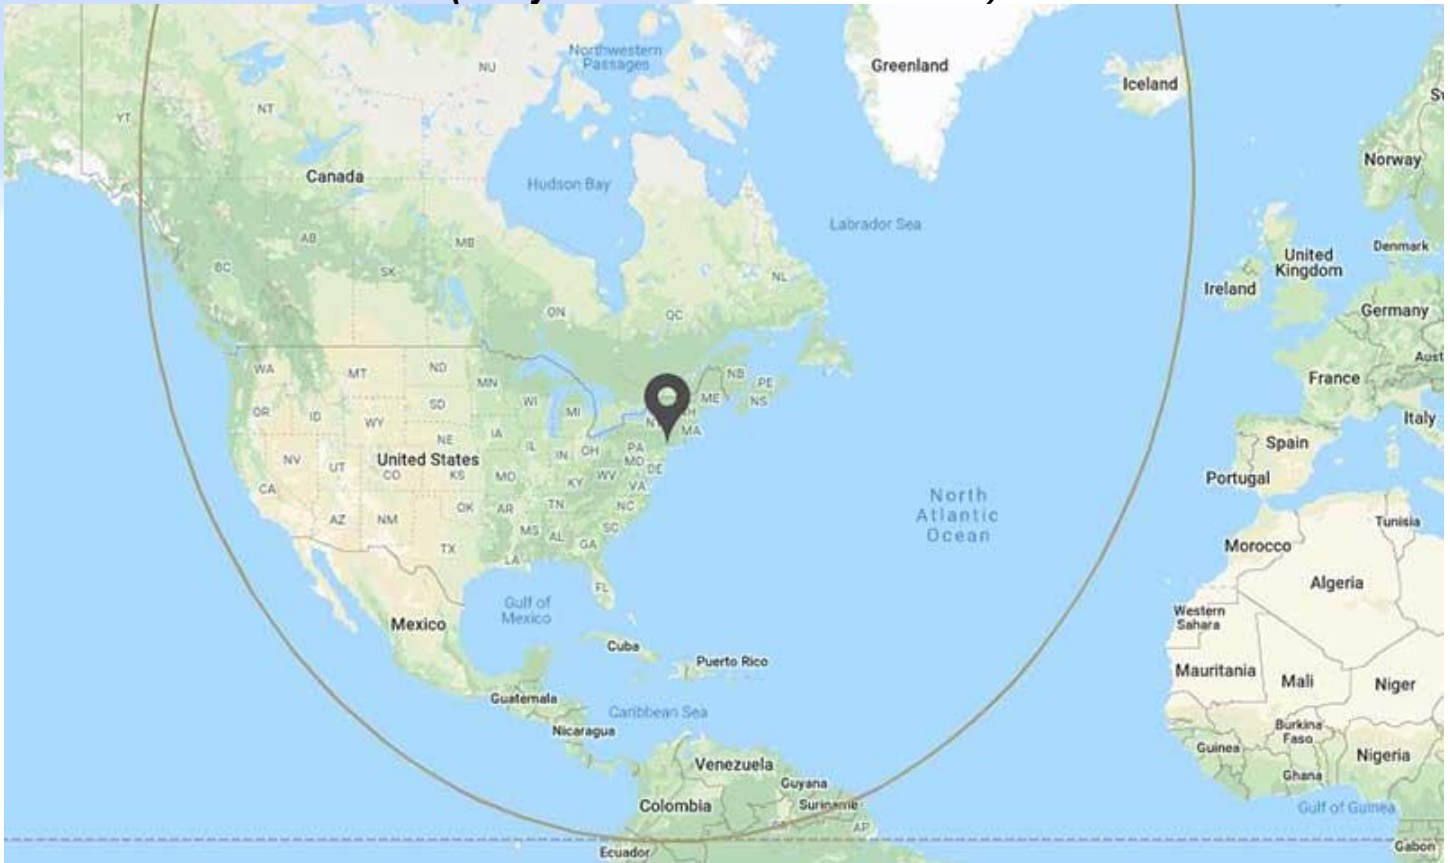 Northwestern
Passages
Greenland
Iceland
NU
NT
YT
Norway
Canada
Hudson Bay
Labrador Sea
AB
MB
BC
SK
NL
ON
QC
United
Kingdom
Denmark
Ireland
Germany
WA
MT
ND
MN
NB
PE
NS
ME
France
Aust
OR
ID
WY
SD
WI
MI
MA
Italy
Spain
Portugal
NE
IA
IL
IN
OH
PA
MD
DE
NV
UT
United States
CO
KS
MO
KY
WV
VA
CA
AZ
NM
OK
AR
TN
NC
SC
North
Atlantic
Ocean
TX
MS
AL
GA
LA
FL
Tunisia
Morocco
Algeria
Gulf of
Mexico
Mexico
Western
Sahara
Cuba
Puerto Rico
Mauritania
Mali
Niger
Guatemala
Caribbean Sea
Nicaragua
Burkina
Faso
Guinea
Nigeria
Ghana
Venezuela
Guyana
Suriname
Colombia
AP
Gulf of Guinea
Ecuador
Gabon